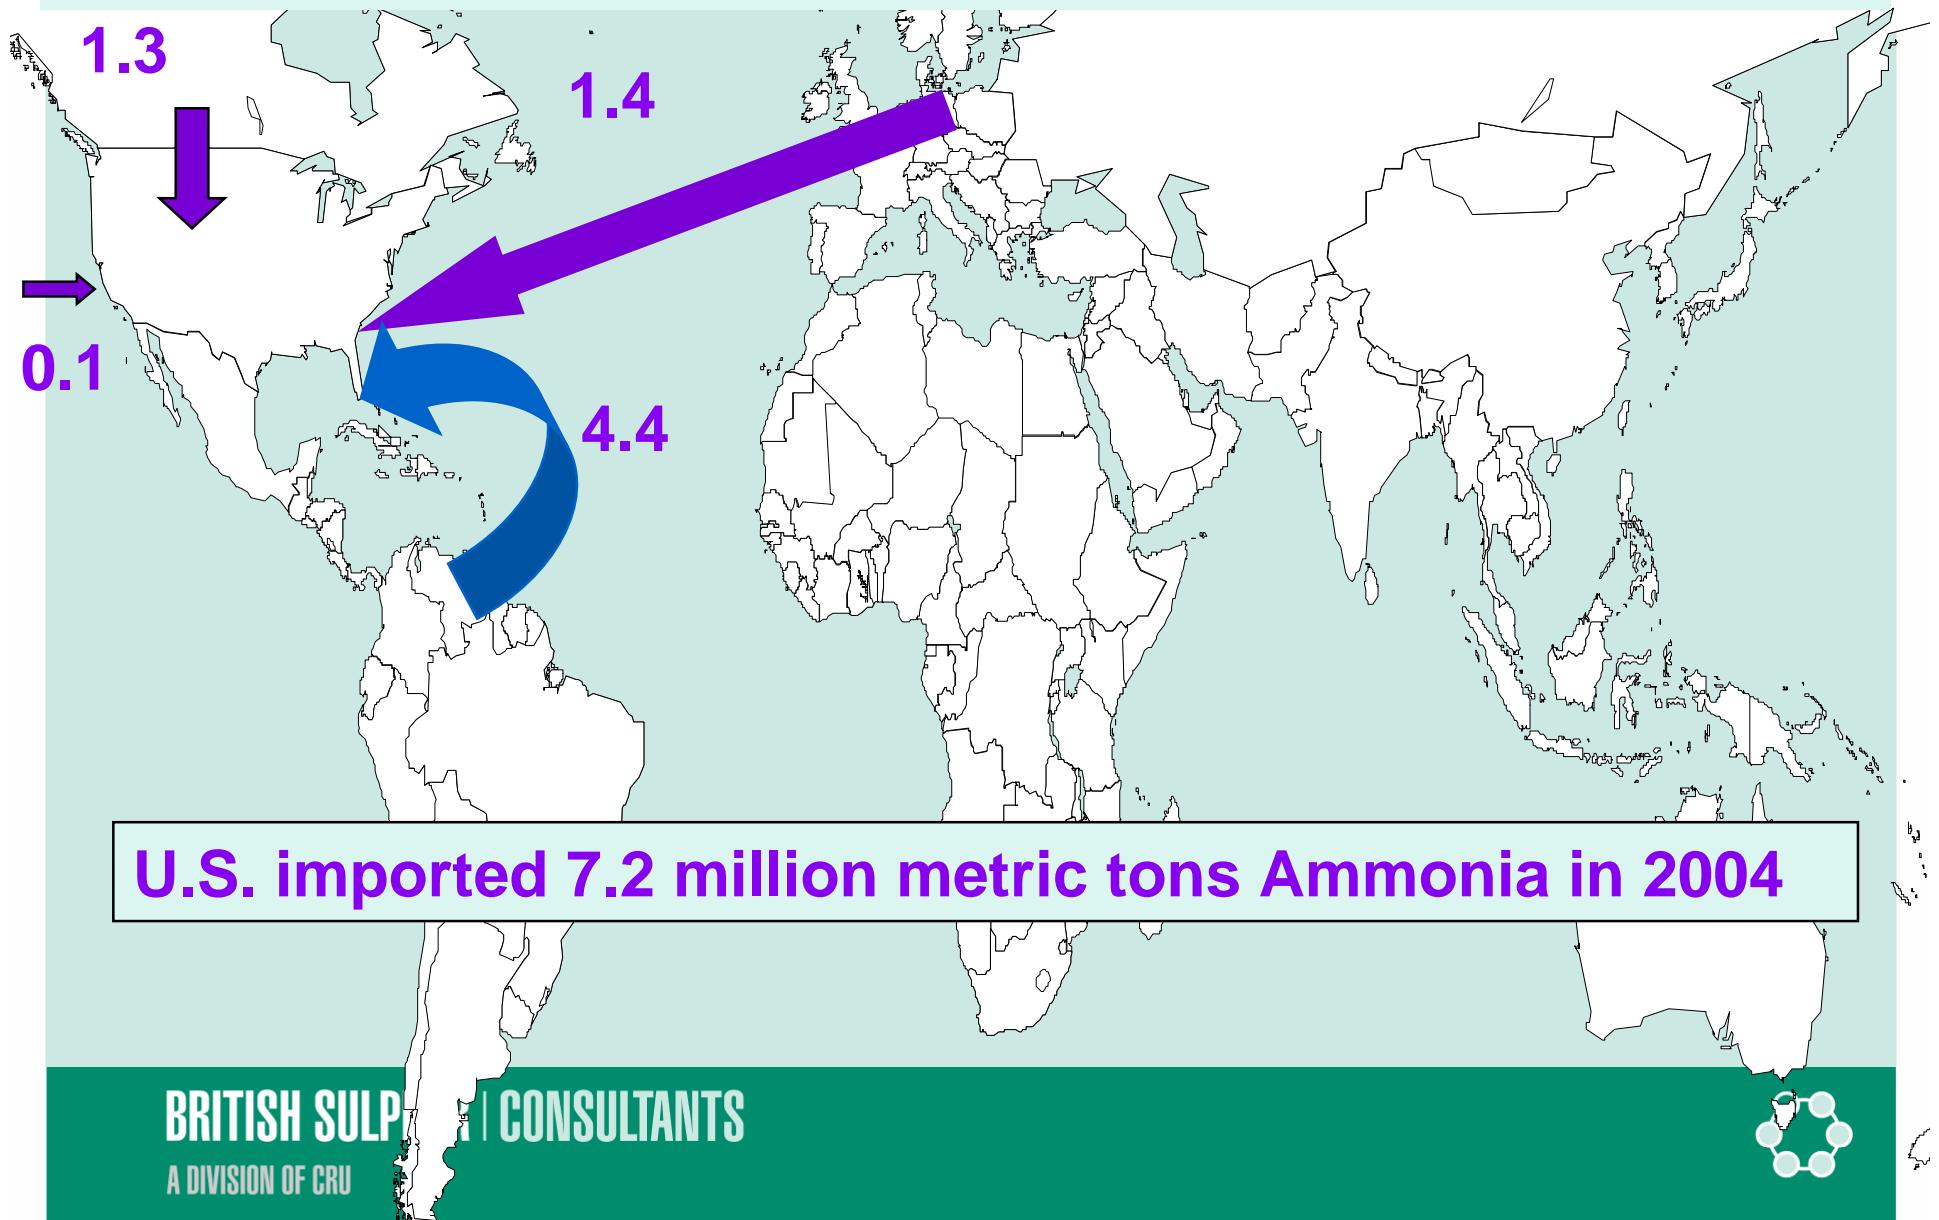 1.3
1.4
0.1
4.4
U.S. imported 7.2 million metric tons Ammonia in 2004
BRITISH SULP R | CONSULTANTS
A DIVISION OF CRU